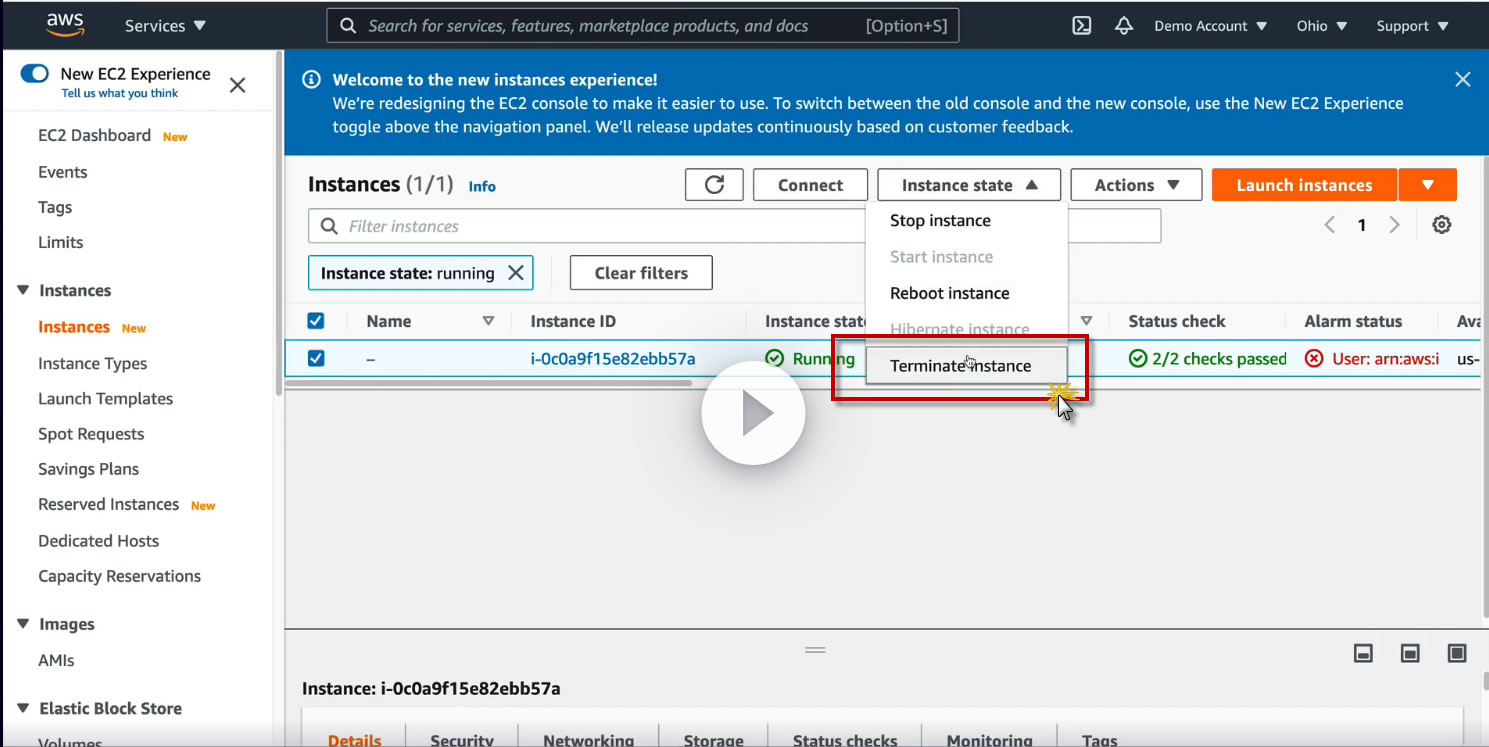 aws
Services
Search for services, features, marketplace products, and docs
[Option+S]
Demo Account
Ohio
Support
New EC2 Experience
Tell us what you think
EC2 Dashboard New
Events
Tags
Limits
Instances
Instances New
Instance Types
Launch Templates
Spot Requests
Savings Plans
Reserved Instances New
Dedicated Hosts
Capacity Reservations
Images
AMIs
Elastic Block Store
Volumes
Welcome to the new instances experience!
We're redesigning the EC2 console to make it easier to use. To switch between the old console and the new console, use the New EC2 Experience
toggle above the navigation panel. We'll release updates continuously based on customer feedback.
Instances (1/1) Info
Connect
Instance state
Actions
Launch instances
Filter instances
1
Instance state: running
Clear filters
Stop instance
Start instance
Reboot instance
Hibernate instance
Terminate instance
Name
Instance ID
Instance state
Status check
Alarm status
Ava
–
i-0c0a9f15e82ebb57a
Running
2/2 checks passed
User: arn:aws:i
us-
Instance: i-0c0a9f15e82ebb57a
Details
Security
Networking
Storage
Status checks
Monitoring
Tags